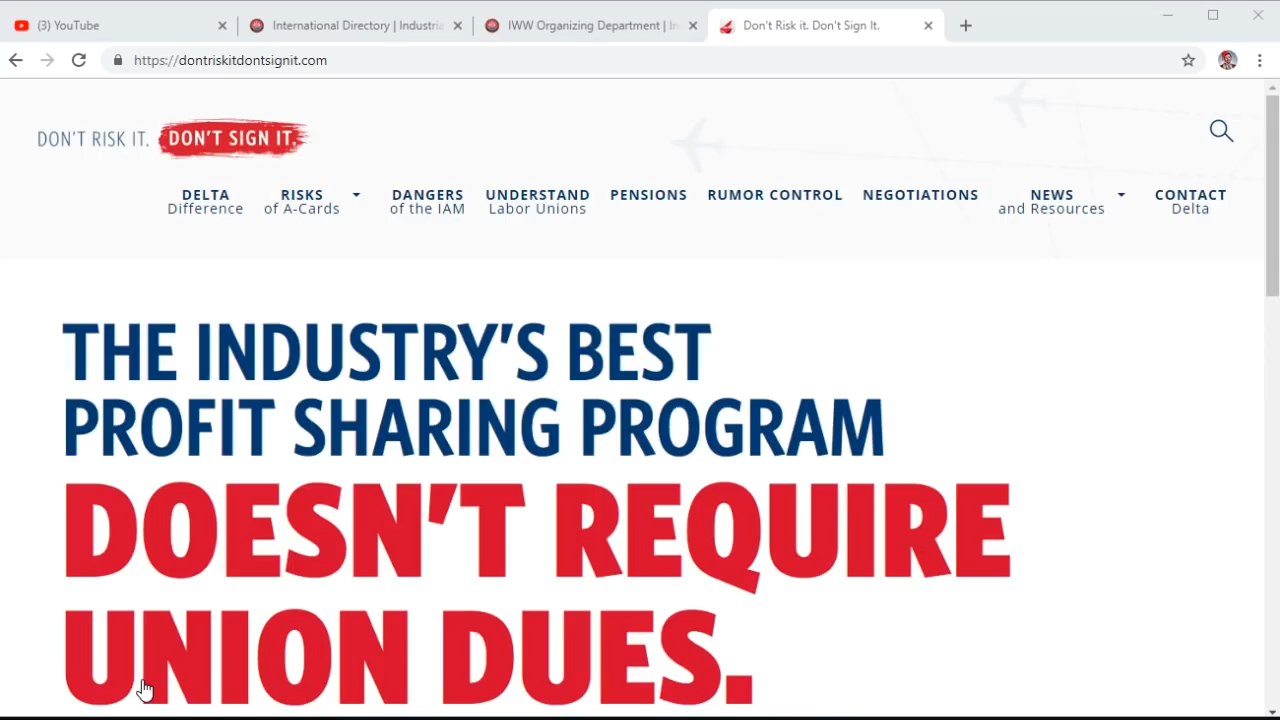 (3) YouTube
International Directory | Industria
IWW Organizing Department | In
Don't Risk it. Don't Sign It.
https://dontriskitdontsignit.com
DON'T RISK IT. DON'T SIGN IT.
DELTA
Difference
RISKS
of A-Cards
DANGERS
of the IAM
UNDERSTAND
Labor Unions
PENSIONS
RUMOR CONTROL
NEGOTIATIONS
NEWS
and Resources
CONTACT
Delta
THE INDUSTRY'S BEST
PROFIT SHARING PROGRAM
DOESN'T REQUIRE
UNION DUES.